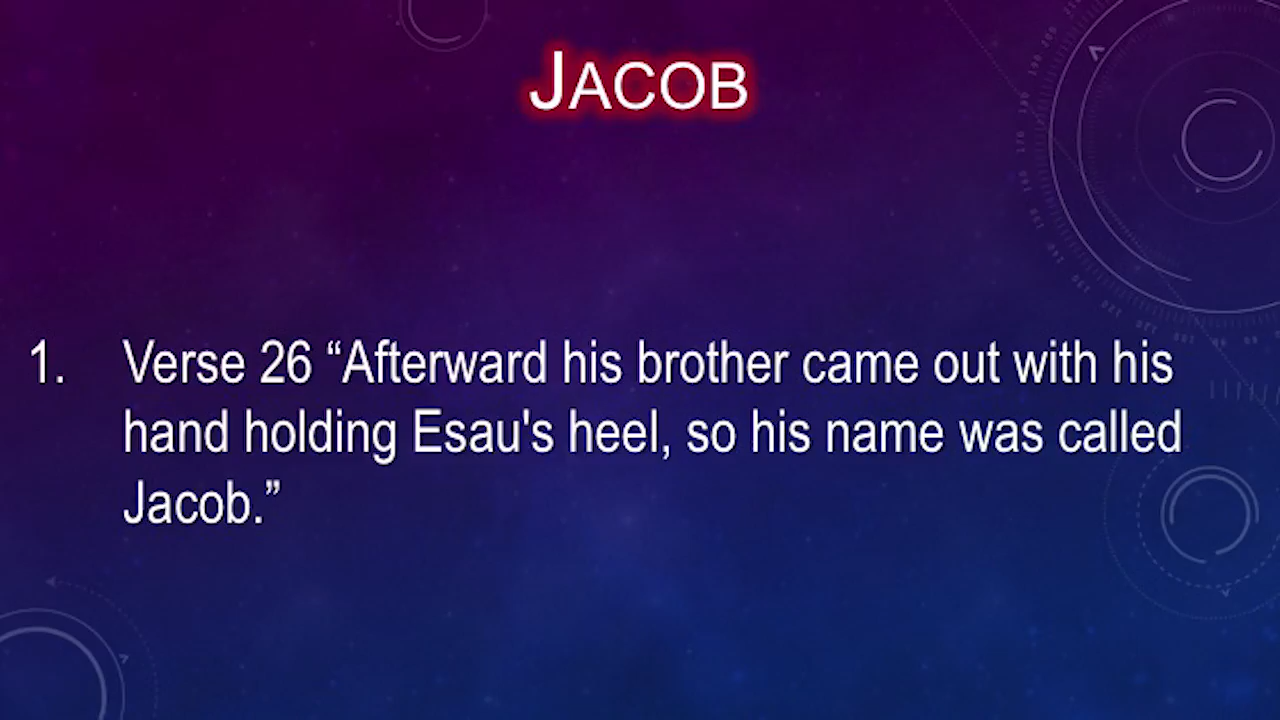 JACOB
1. Verse 26 “Afterward his brother came out with his
hand holding Esau's heel, so his name was called
Jacob.”